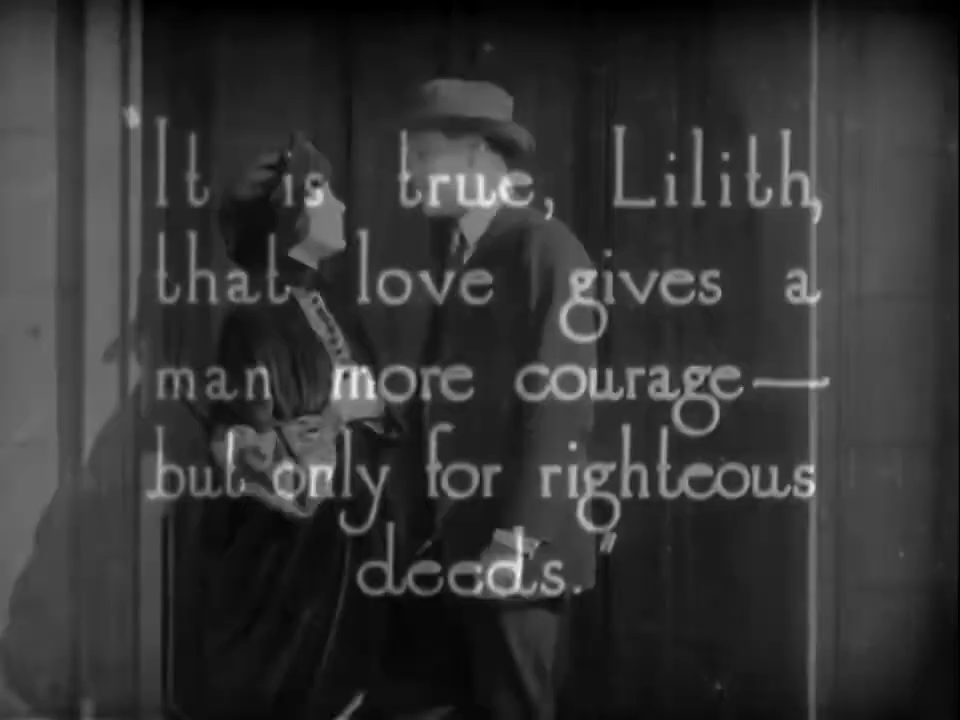 It is true, Lilith,
that love gives a
man more courage—
but only for righteous
deeds."